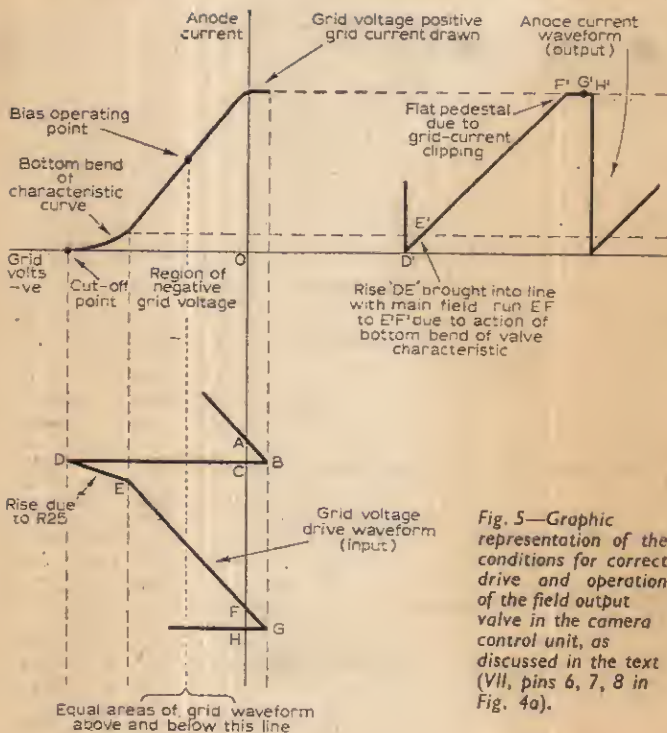 Anode
current
Grid voltage positive
grid current drawn
Anoce current
waveform
(output)
Bias operating
point
Bottom bend
of
characteristic
curve
Flat pedestal
due to
grid-current
clipping
F' G' H'
E'
D'
O
Grid
volts
-ve
Cut-off
point
Region of
negative
grid voltage
Rise 'DE' brought into line
with main field run EF
to E'F' due to action of
bottom bend of valve
characteristic
A
D
C
B
E
Rise due
to R25
Grid voltage
drive waveform
(input)
F
H
G
Equal areas of grid waveform
above and below this line
Fig. 5—Graphic
representation of the
conditions for correct
drive and operation
of the field output
valve in the camera
control unit, as
discussed in the text
(VII, pins 6, 7, 8 in
Fig. 4a).